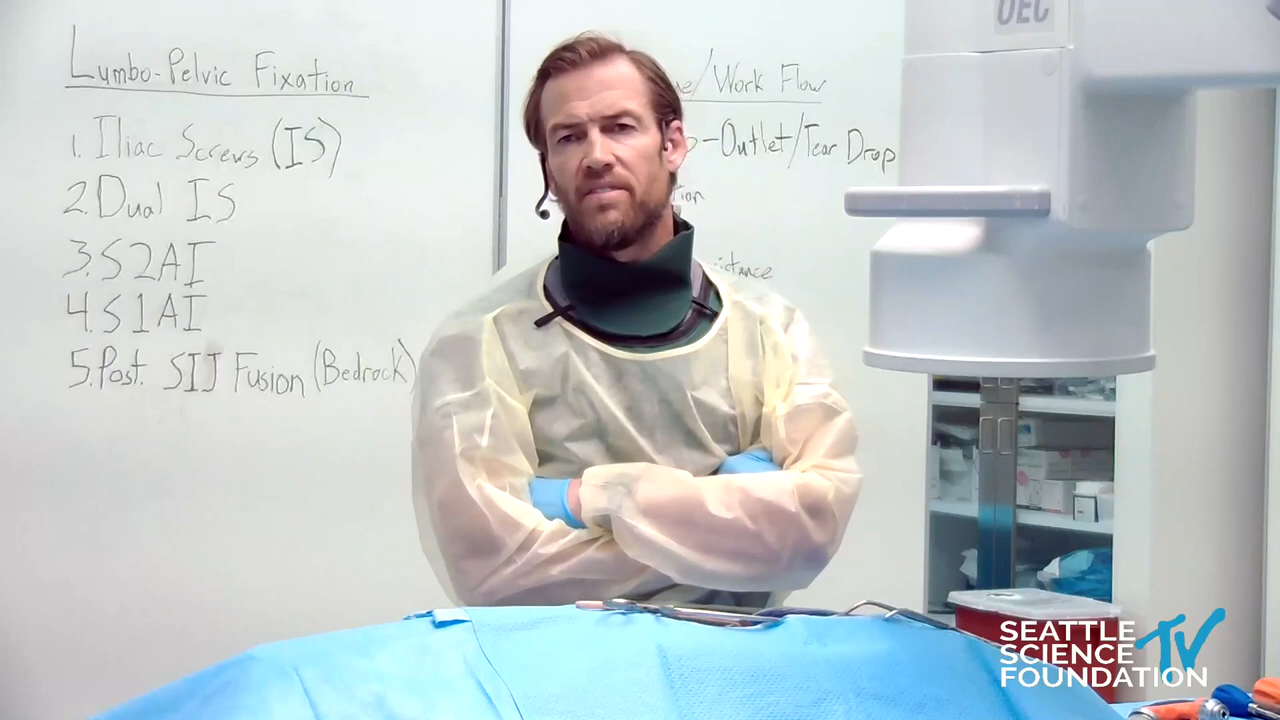 Lumbo-Pelvic Fixation
1. Iliac Screws (IS)
2. Dual IS
3. S2AI
4. S1AI
5. Post. SIJ Fusion (Bedrock)
/Work Flow
-Outlet/Tear Drop
OEC
SEATTLE
SCIENCE TV
FOUNDATION